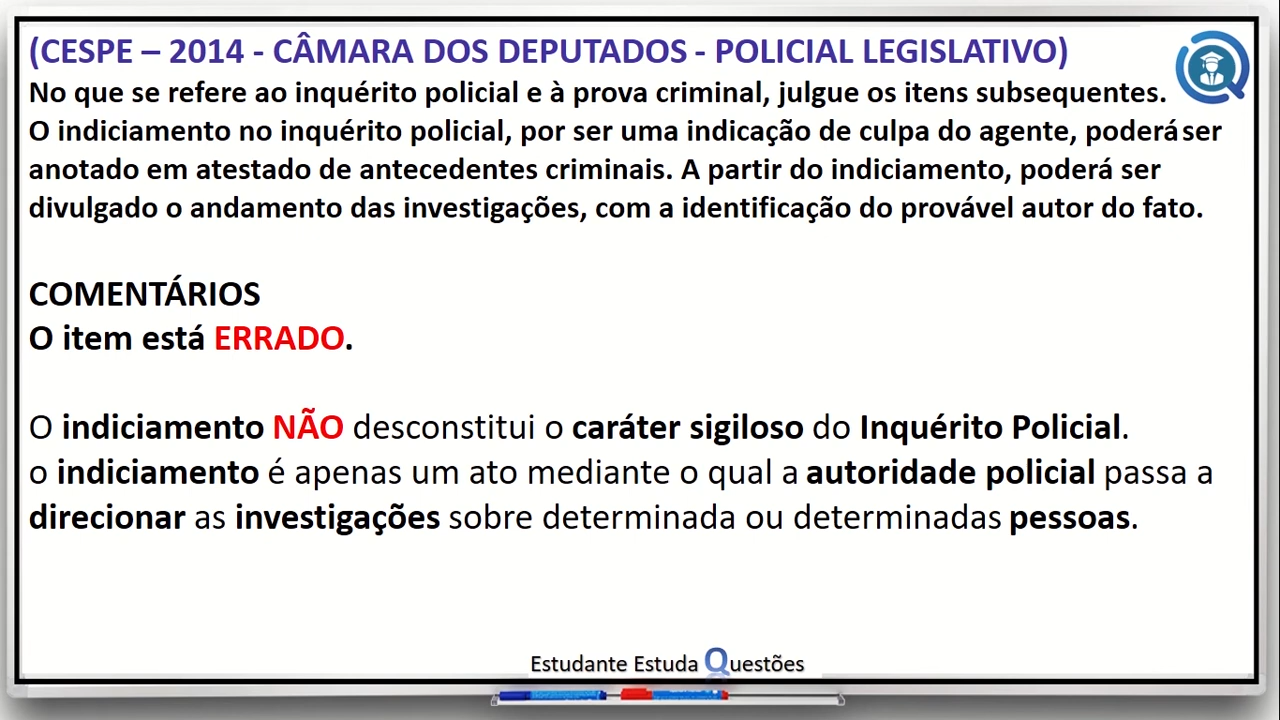 (CESPE – 2014 - CÂMARA DOS DEPUTADOS - POLICIAL LEGISLATIVO)
No que se refere ao inquérito policial e à prova criminal, julgue os itens subsequentes.
O indiciamento no inquérito policial, por ser uma indicação de culpa do agente, poderá ser
anotado em atestado de antecedentes criminais. A partir do indiciamento, poderá ser
divulgado o andamento das investigações, com a identificação do provável autor do fato.
COMENTÁRIOS
O item está ERRADO.
O indiciamento NÃO desconstitui o caráter sigiloso do Inquérito Policial.
o indiciamento é apenas um ato mediante o qual a autoridade policial passa a
direcionar as investigações sobre determinada ou determinadas pessoas.
Estudante Estuda Questões